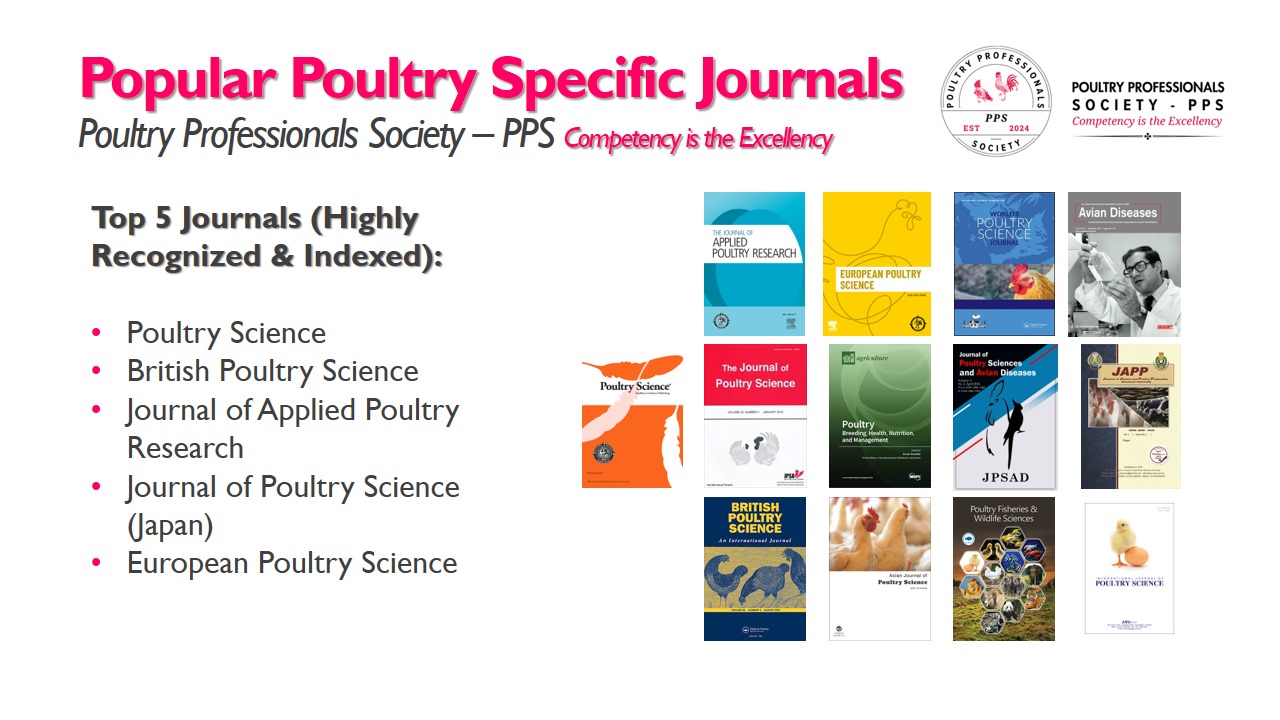 Popular Poultry Specific Journals
Poultry Professionals Society – PPS Competency is the Excellency
POULTRY PROFESSIONALS
SOCIETY
PPS
EST 2024
POULTRY PROFESSIONALS
SOCIETY - PPS
Competency is the Excellency
Top 5 Journals (Highly
Recognized & Indexed):
• Poultry Science
• British Poultry Science
• Journal of Applied Poultry
Research
• Journal of Poultry Science
(Japan)
• European Poultry Science
THE JOURNAL OF
APPLIED
POULTRY RESEARCH
EUROPEAN POULTRY
SCIENCE
WORLD'S
POULTRY
SCIENCE
JOURNAL
Avian Diseases
Poultry Science
The Journal of
Poultry Science
JPSA
agriculture
Poultry
Breeding, Health, Nutrition,
and Management
MDPI
Journal of
Poultry Sciences
and Avian Diseases
JPSAD
JAPP
BRITISH
POULTRY
SCIENCE
An International Journal
Asian Journal of
Poultry Science
Poultry Fisheries &
Wildlife Sciences
INTERNATIONAL JOURNAL OF
POULTRY SCIENCE